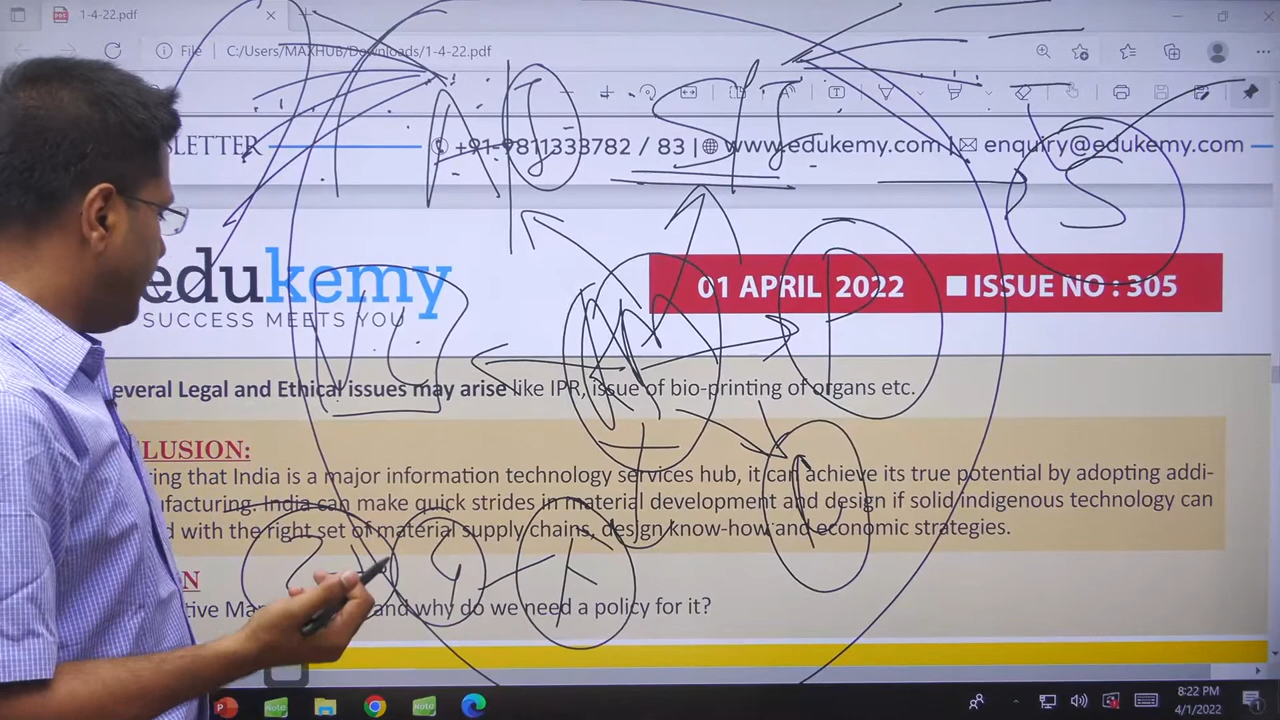 1-4-22.pdf
File
C:/Users/MAXHUB/Downloads/1-4-22.pdf
SLETTER
+91-9811333782 / 83
www.edukemy.com
enquiry@edukemy.com
S
edukemy
SUCCESS MEETS YOU
01 APRIL 2022
ISSUE NO : 305
P
everal Legal and Ethical issues may arise like IPR, issue of bio-printing of organs etc.
LUSION:
ring that India is a major information technology services hub, it can achieve its true potential by adopting addi-
facturing. India can make quick strides in material development and design if solid indigenous technology can
d with the right set of material supply chains, design know-how and economic strategies.
N
tive Ma and why do we need a policy for it?
8:22 PM
4/1/2022